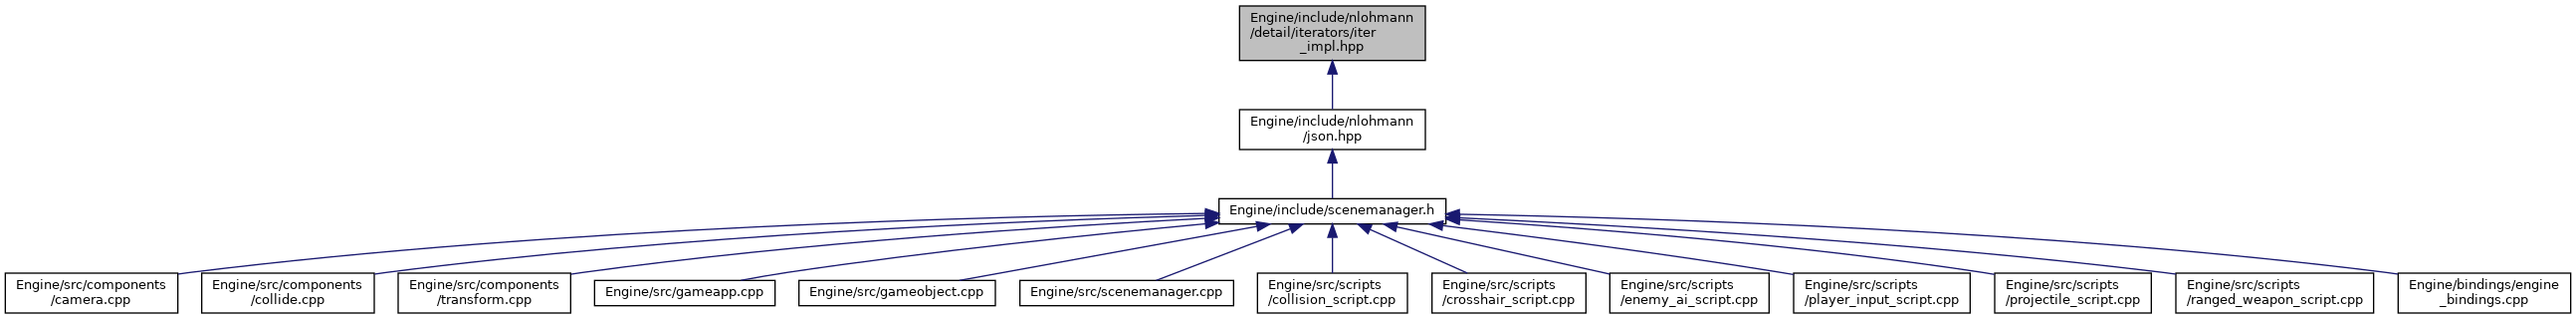 Engine/include/nlohmann
/detail/iterators/iter
_impl.hpp
Engine/include/nlohmann
/json.hpp
Engine/include/scenemanager.h
Engine/src/components
/camera.cpp
Engine/src/components
/collide.cpp
Engine/src/components
/transform.cpp
Engine/src/gameapp.cpp
Engine/src/gameobject.cpp
Engine/src/scenemanager.cpp
Engine/src/scripts
/collision_script.cpp
Engine/src/scripts
/crosshair_script.cpp
Engine/src/scripts
/enemy_ai_script.cpp
Engine/src/scripts
/player_input_script.cpp
Engine/src/scripts
/projectile_script.cpp
Engine/src/scripts
/ranged_weapon_script.cpp
Engine/bindings/engine
_bindings.cpp